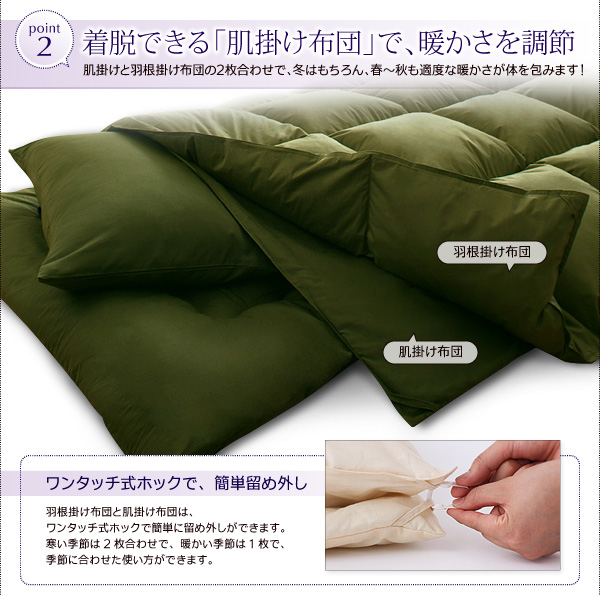 point
2
着脱できる「肌掛け布団」で、暖かさを調節
肌掛けと羽根掛け布団の2枚合わせで、冬はもちろん、春～秋も適度な暖かさが体を包みます!
羽根掛け布団
肌掛け布団
ワンタッチ式ホックで、簡単留め外し
羽根掛け布団と肌掛け布団は、
ワンタッチ式ホックで簡単に留め外しができます。
寒い季節は2枚合わせで、暖かい季節は1枚で、
季節に合わせた使い方ができます。